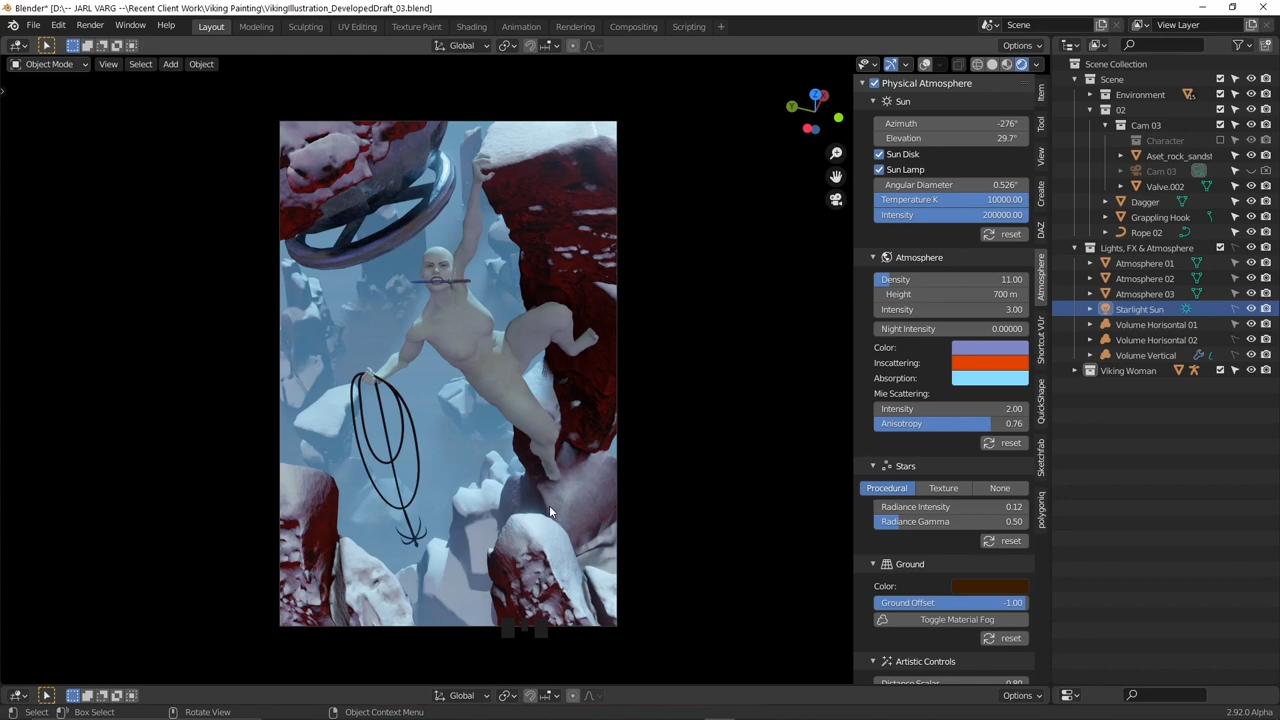 Blender* [D:\-- JARL VARG --\Recent Client Work\Viking Painting\VikingIllustration_DevelopedDraft_03.blend]
File Edit Render Window Help Layout Modeling Sculpting UV Editing Texture Paint Shading Animation Rendering Compositing Scripting + Scene View Layer
Global Options
Object Mode View Select Add Object
Scene Collection
Physical Atmosphere
Scene
Sun
Environment 15
02
Azimuth -276°
Cam 03
Elevation 29.7°
Character
Sun Disk
Aset_rock_sandst
Sun Lamp
Cam 03
Angular Diameter 0.526°
Valve.002
Temperature K 10000.00
Dagger
Intensity 200000.00
Grappling Hook
reset
Rope 02
Atmosphere
Lights, FX & Atmosphere
Density 11.00
Atmosphere 01
Height 700 m
Atmosphere 02
Intensity 3.00
Atmosphere 03
Night Intensity 0.00000
Starlight Sun
Color:
Volume Horisontal 01
Inscattering:
Volume Horisontal 02
Absorption:
Volume Vertical
Mie Scattering:
Viking Woman
Intensity 2.00
Anisotropy 0.76
reset
Stars
Procedural Texture None
Radiance Intensity 0.12
Radiance Gamma 0.50
reset
Ground
Color:
Ground Offset -1.00
Toggle Material Fog
reset
Artistic Controls
Distance Scalar 0.80
Item
Tool
View
Create
DAZ
Atmosphere
Shortcut VUr
QuickShape
Sketchfab
polygoniq
Z
Y
X
Global Options
Select Box Select Rotate View Object Context Menu 2.92.0 Alpha